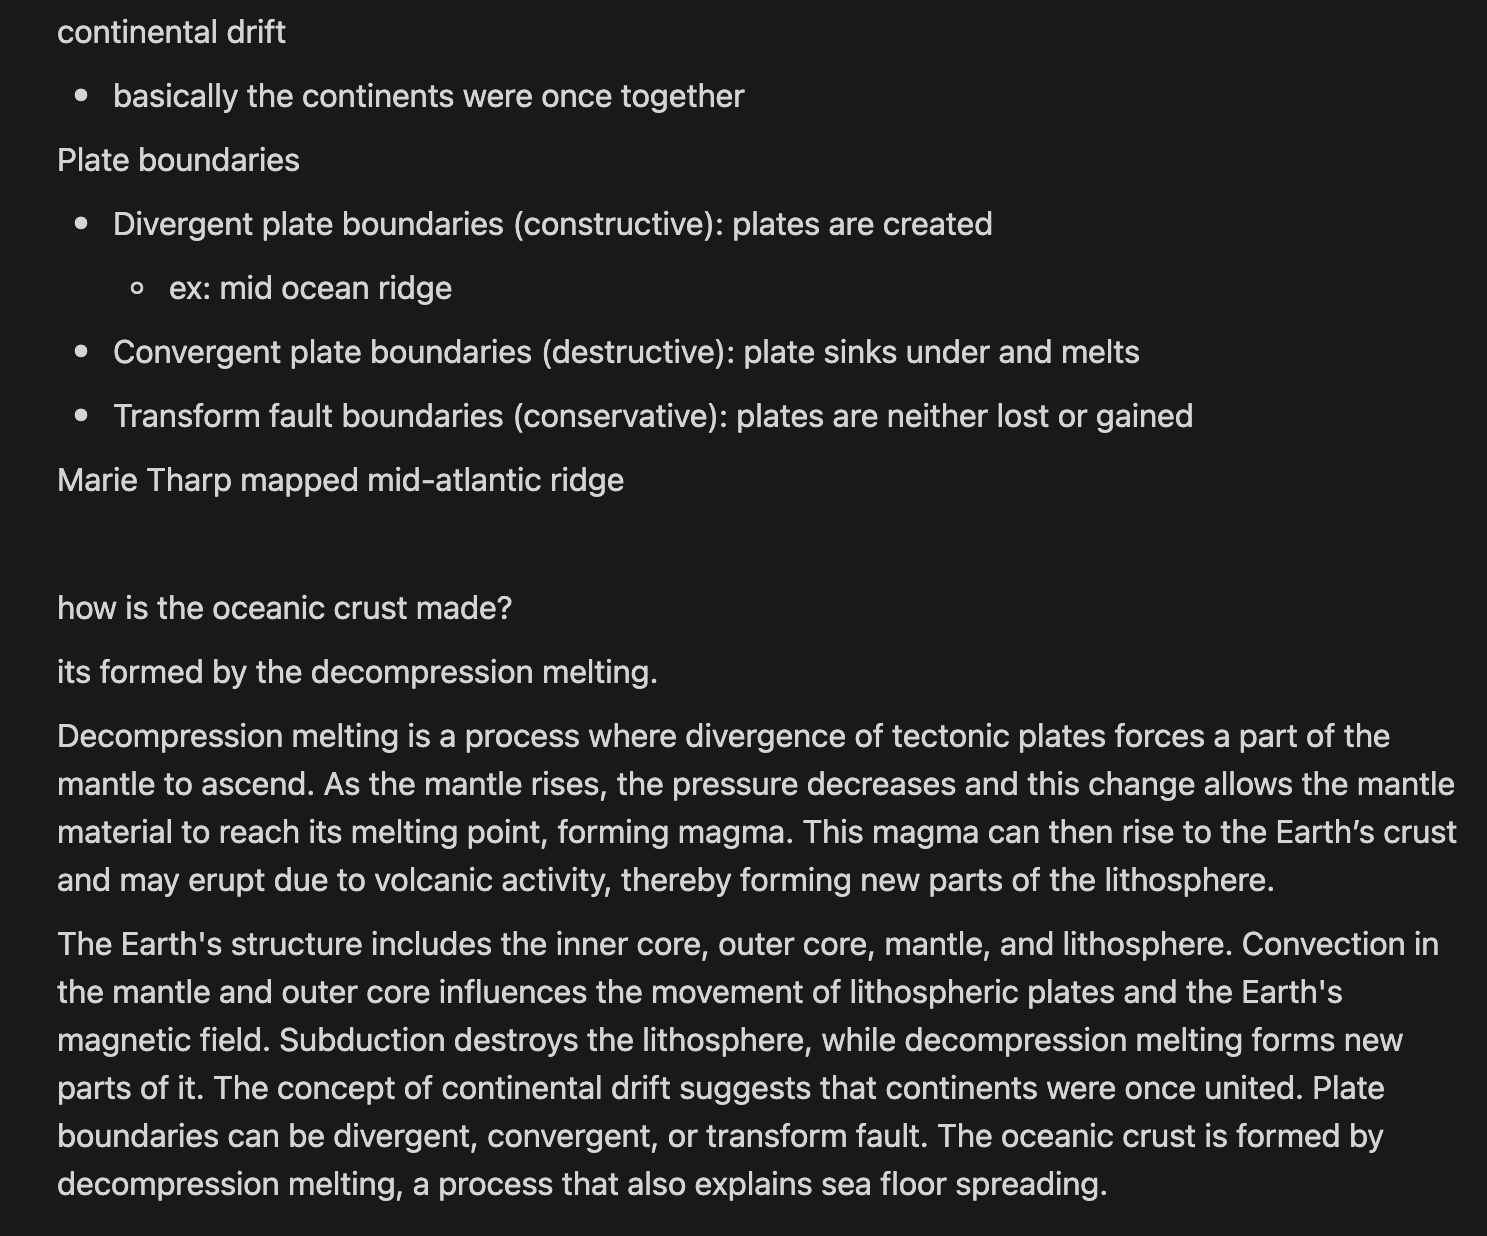 continental drift
basically the continents were once together
Plate boundaries
Divergent plate boundaries (constructive): plates are created
ex: mid ocean ridge
Convergent plate boundaries (destructive): plate sinks under and melts
Transform fault boundaries (conservative): plates are neither lost or gained
Marie Tharp mapped mid-atlantic ridge
how is the oceanic crust made?
its formed by the decompression melting.
Decompression melting is a process where divergence of tectonic plates forces a part of the
mantle to ascend. As the mantle rises, the pressure decreases and this change allows the mantle
material to reach its melting point, forming magma. This magma can then rise to the Earth’s crust
and may erupt due to volcanic activity, thereby forming new parts of the lithosphere.
The Earth's structure includes the inner core, outer core, mantle, and lithosphere. Convection in
the mantle and outer core influences the movement of lithospheric plates and the Earth's
magnetic field. Subduction destroys the lithosphere, while decompression melting forms new
parts of it. The concept of continental drift suggests that continents were once united. Plate
boundaries can be divergent, convergent, or transform fault. The oceanic crust is formed by
decompression melting, a process that also explains sea floor spreading.